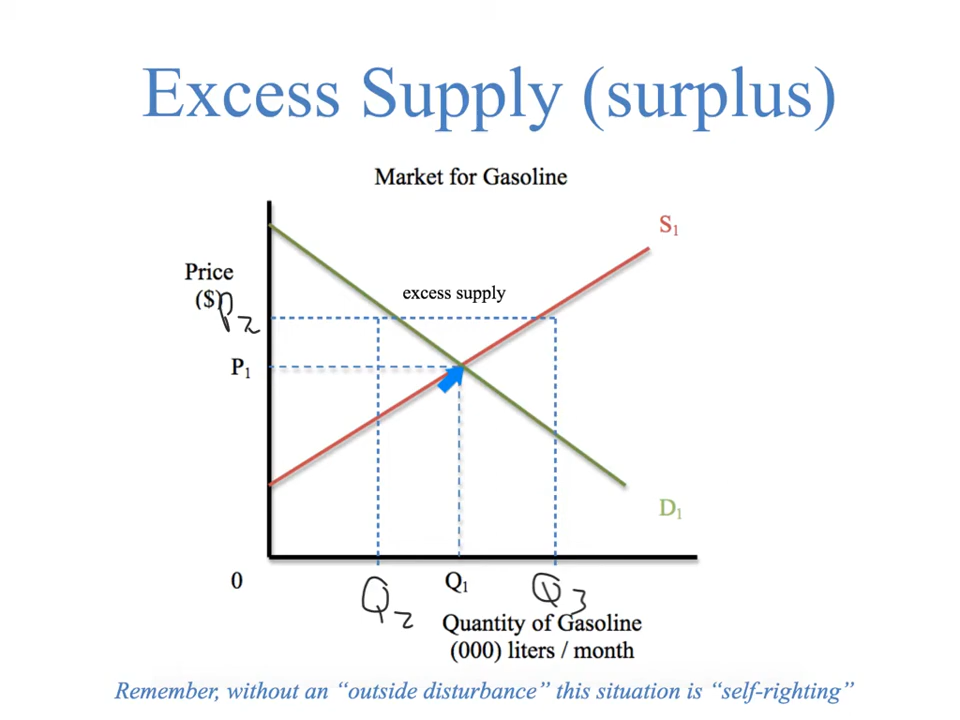 Excess Supply (surplus)
Market for Gasoline
S₁
Price
($)
excess supply
P₂
P₁
D₁
0
Q₂
Q₁
Q₃
Quantity of Gasoline
(000) liters / month
Remember, without an “outside disturbance” this situation is “self-righting”